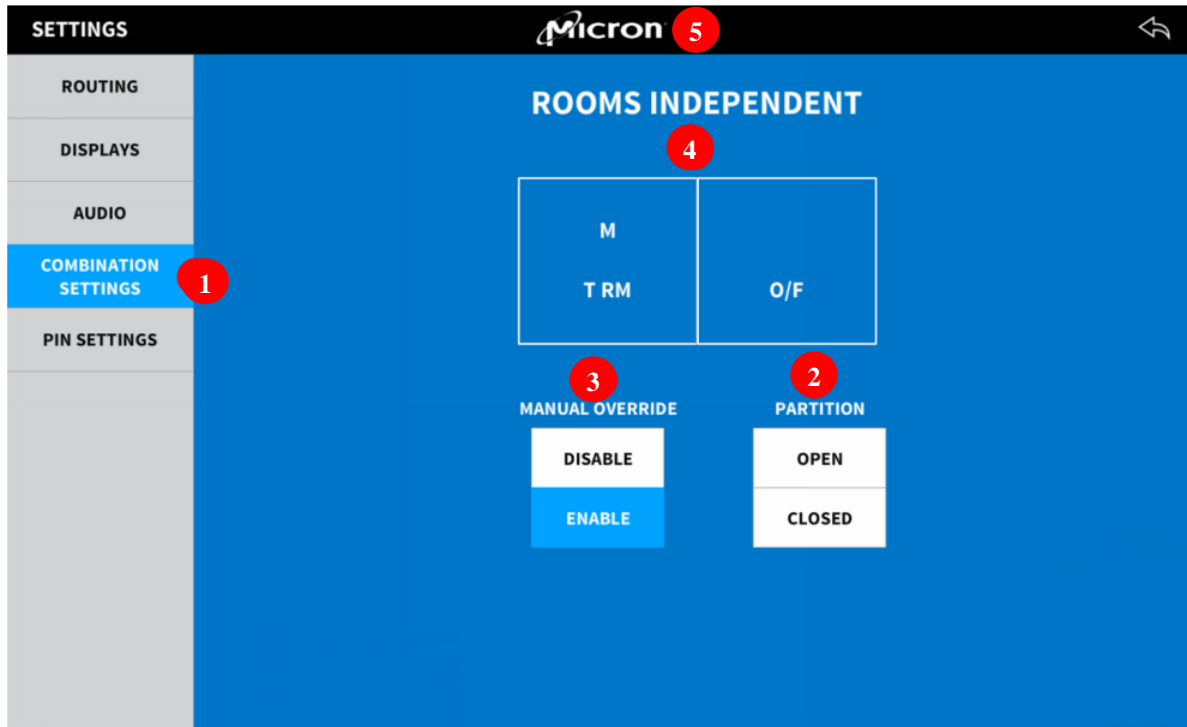 SETTINGS
Micron
5
ROUTING
DISPLAYS
AUDIO
COMBINATION
SETTINGS
1
PIN SETTINGS
ROOMS INDEPENDENT
4
M
T RM
O/F
3
2
MANUAL OVERRIDE
PARTITION
DISABLE
OPEN
ENABLE
CLOSED